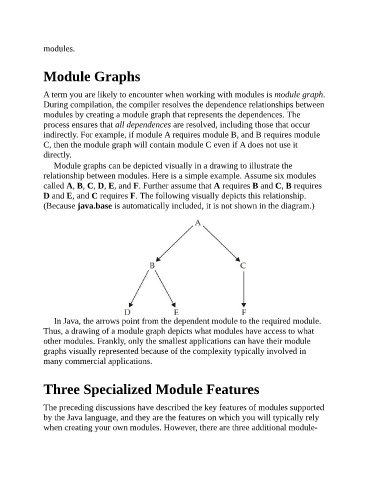 modules.
Module Graphs
A term you are likely to encounter when working with modules is module graph.
During compilation, the compiler resolves the dependence relationships between
modules by creating a module graph that represents the dependences. The
process ensures that all dependences are resolved, including those that occur
indirectly. For example, if module A requires module B, and B requires module
C, then the module graph will contain module C even if A does not use it
directly.
Module graphs can be depicted visually in a drawing to illustrate the
relationship between modules. Here is a simple example. Assume six modules
called A, B, C, D, E, and F. Further assume that A requires B and C, B requires
D and E, and C requires F. The following visually depicts this relationship.
(Because java.base is automatically included, it is not shown in the diagram.)
A
B C
D E F
In Java, the arrows point from the dependent module to the required module.
Thus, a drawing of a module graph depicts what modules have access to what
other modules. Frankly, only the smallest applications can have their module
graphs visually represented because of the complexity typically involved in
many commercial applications.
Three Specialized Module Features
The preceding discussions have described the key features of modules supported
by the Java language, and they are the features on which you will typically rely
when creating your own modules. However, there are three additional module-